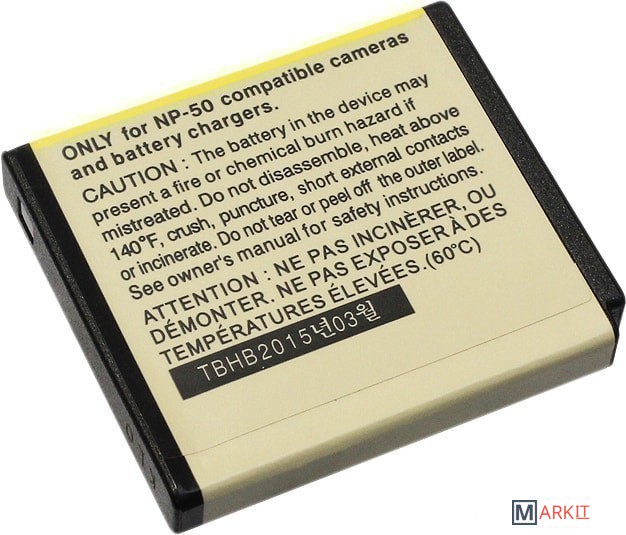 ONLY for NP-50 compatible cameras
and battery chargers.
CAUTION : The battery in the device may
present a fire or chemical burn hazard if
mistreated. Do not disassemble, heat above
140°F, crush, puncture, short external contacts
or incinerate. Do not tear or peel off the outer label.
See owner's manual for safety instructions.
ATTENTION : NE PAS INCINÈRER, OU
DÉMONTER. NE PAS EXPOSER À DES
TEMPÉRATURES ÉLEVÉES.(60°C)
TBHB2015년03월
MARKIT